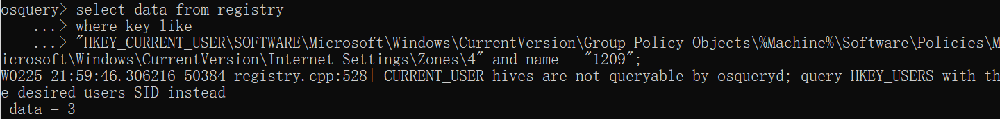 osquery> select data from registry
    ...> where key like
    ...> "HKEY_CURRENT_USER\SOFTWARE\Microsoft\Windows\CurrentVersion\Group Policy Objects\%Machine%\Software\Policies\M
icrosoft\Windows\CurrentVersion\Internet Settings\Zones\4" and name = "1209";
W0225 21:59:46.306216 50384 registry.cpp:528] CURRENT_USER hives are not queryable by osqueryd; query HKEY_USERS with th
e desired users SID instead
 data = 3